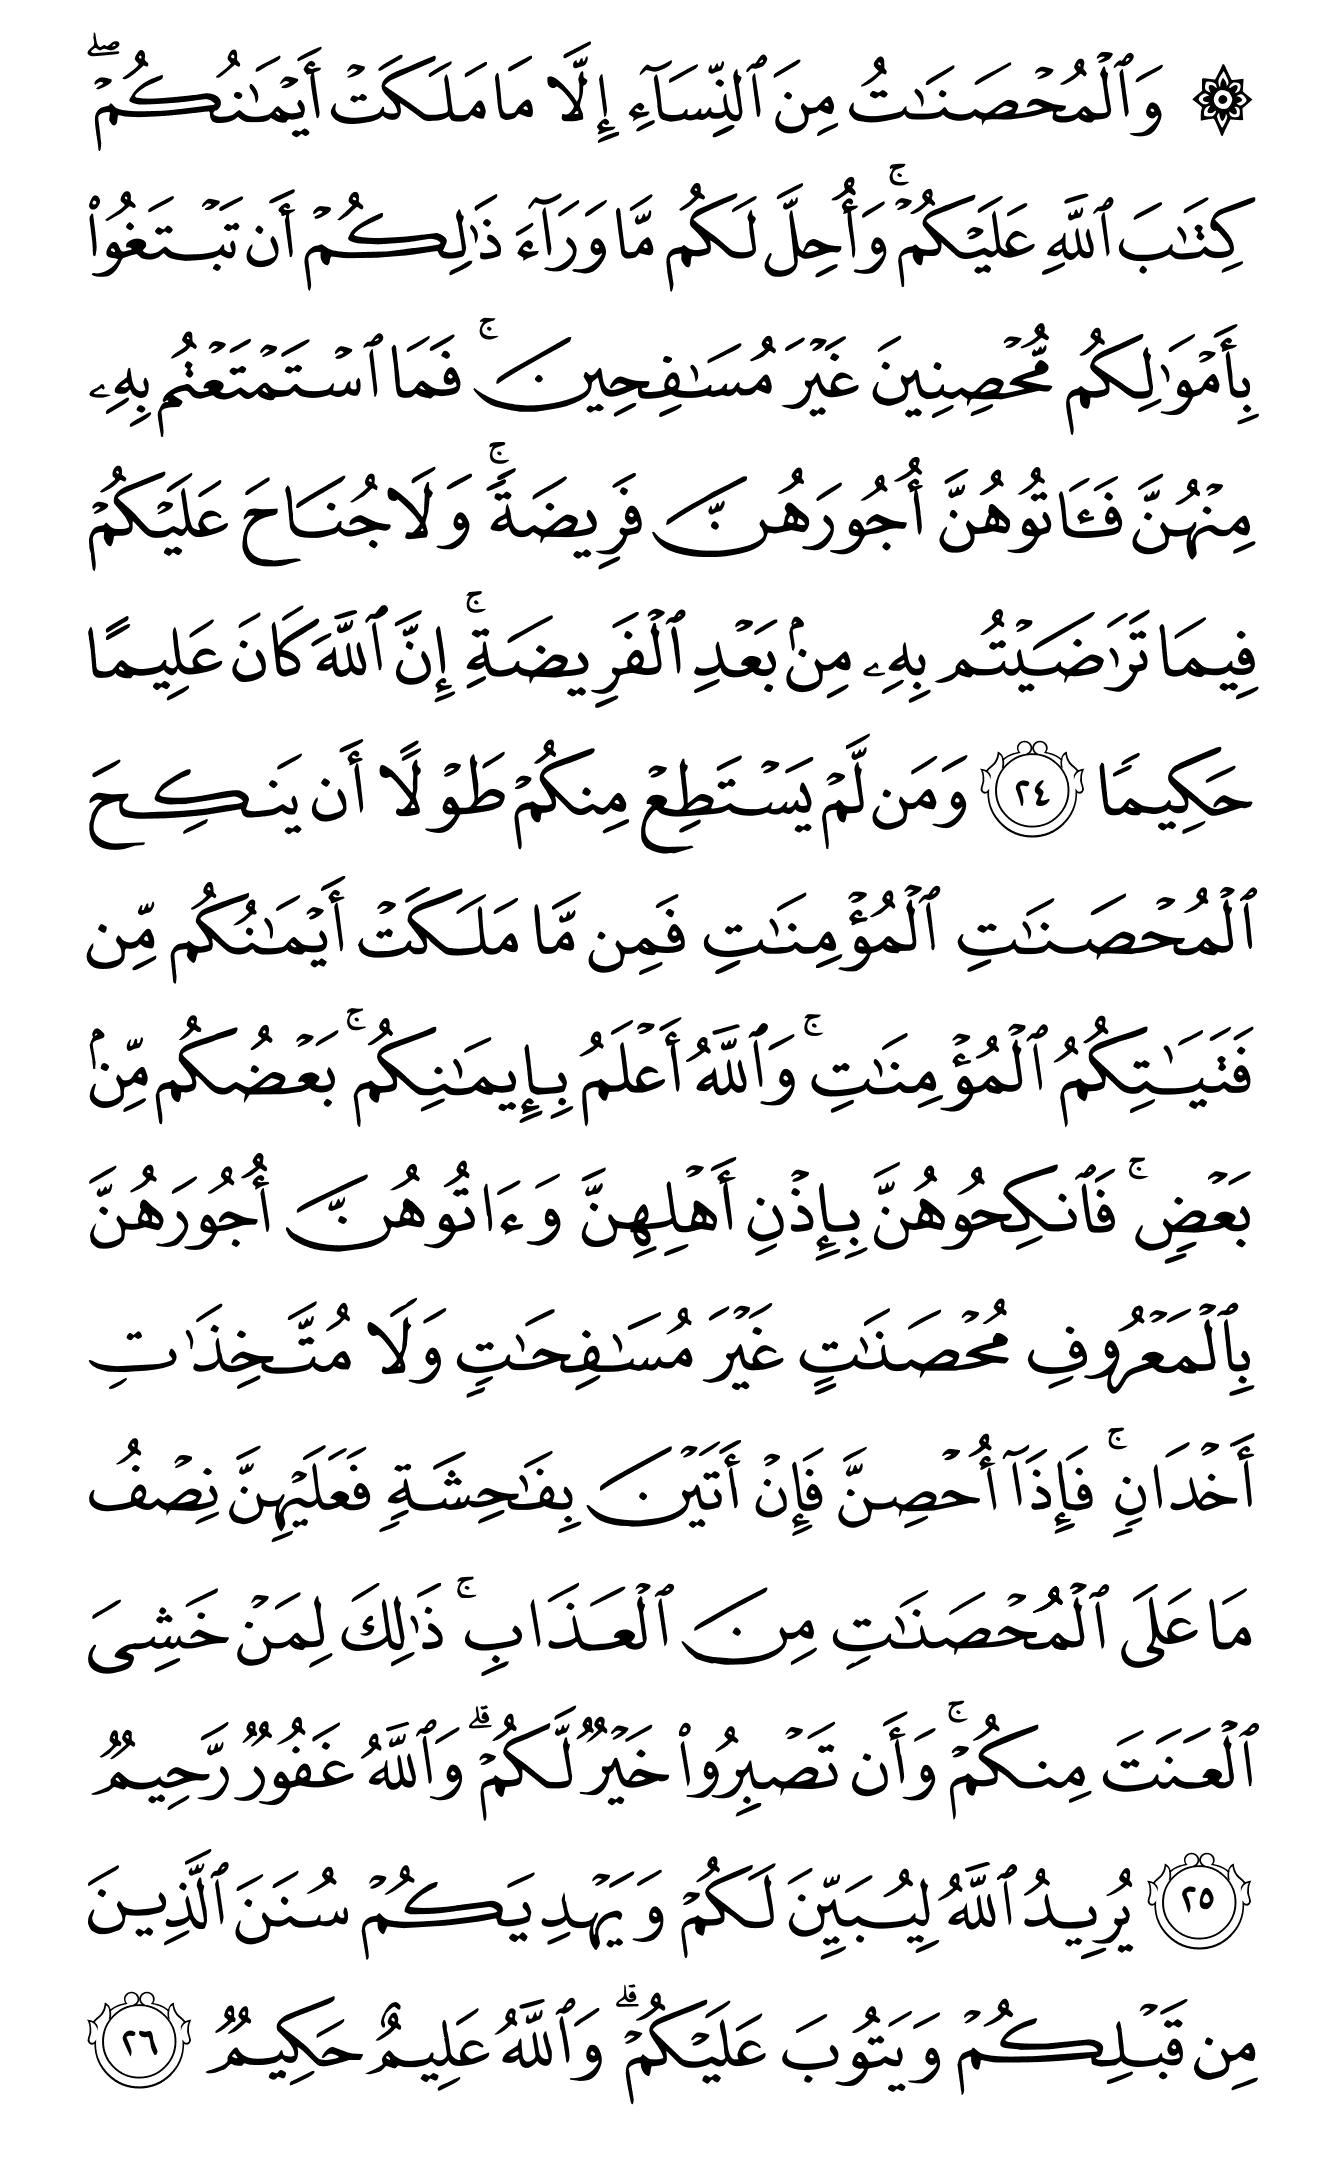 ۞ وَٱلْمُحْصَنَـٰتُ مِنَ ٱلنِّسَآءِ إِلَّا مَا مَلَكَتْ أَيْمَـٰنُكُمْ ۖ
كِتَـٰبَ ٱللَّهِ عَلَيْكُمْ ۚ وَأُحِلَّ لَكُم مَّا وَرَآءَ ذَٰلِكُمْ أَن تَبْتَغُوا۟
بِأَمْوَٰلِكُم مُّحْصِنِينَ غَيْرَ مُسَـٰفِحِينَ ۚ فَمَا ٱسْتَمْتَعْتُم بِهِۦ
مِنْهُنَّ فَـَٔاتُوهُنَّ أُجُورَهُنَّ فَرِيضَةً ۚ وَلَا جُنَاحَ عَلَيْكُمْ
فِيمَا تَرَٰضَيْتُم بِهِۦ مِنۢ بَعْدِ ٱلْفَرِيضَةِ ۚ إِنَّ ٱللَّهَ كَانَ عَلِيمًا
حَكِيمًا ٢٤ وَمَن لَّمْ يَسْتَطِعْ مِنكُمْ طَوْلًا أَن يَنكِحَ
ٱلْمُحْصَنَـٰتِ ٱلْمُؤْمِنَـٰتِ فَمِن مَّا مَلَكَتْ أَيْمَـٰنُكُم مِّن
فَتَيَـٰتِكُمُ ٱلْمُؤْمِنَـٰتِ ۚ وَٱللَّهُ أَعْلَمُ بِإِيمَـٰنِكُم ۚ بَعْضُكُم مِّنۢ
بَعْضٍ ۚ فَٱنكِحُوهُنَّ بِإِذْنِ أَهْلِهِنَّ وَءَاتُوهُنَّ أُجُورَهُنَّ
بِٱلْمَعْرُوفِ مُحْصَنَـٰتٍ غَيْرَ مُسَـٰفِحَـٰتٍ وَلَا مُتَّخِذَٰتِ
أَخْدَانٍ ۚ فَإِذَآ أُحْصِنَّ فَإِنْ أَتَيْنَ بِفَـٰحِشَةٍ فَعَلَيْهِنَّ نِصْفُ
مَا عَلَى ٱلْمُحْصَنَـٰتِ مِنَ ٱلْعَذَابِ ۚ ذَٰلِكَ لِمَنْ خَشِىَ
ٱلْعَنَتَ مِنكُمْ ۚ وَأَن تَصْبِرُوا۟ خَيْرٌ لَّكُمْ ۗ وَٱللَّهُ غَفُورٌ رَّحِيمٌ
٢٥ يُرِيدُ ٱللَّهُ لِيُبَيِّنَ لَكُمْ وَيَهْدِيَكُمْ سُنَنَ ٱلَّذِينَ
مِن قَبْلِكُمْ وَيَتُوبَ عَلَيْكُمْ ۗ وَٱللَّهُ عَلِيمٌ حَكِيمٌ ٢٦